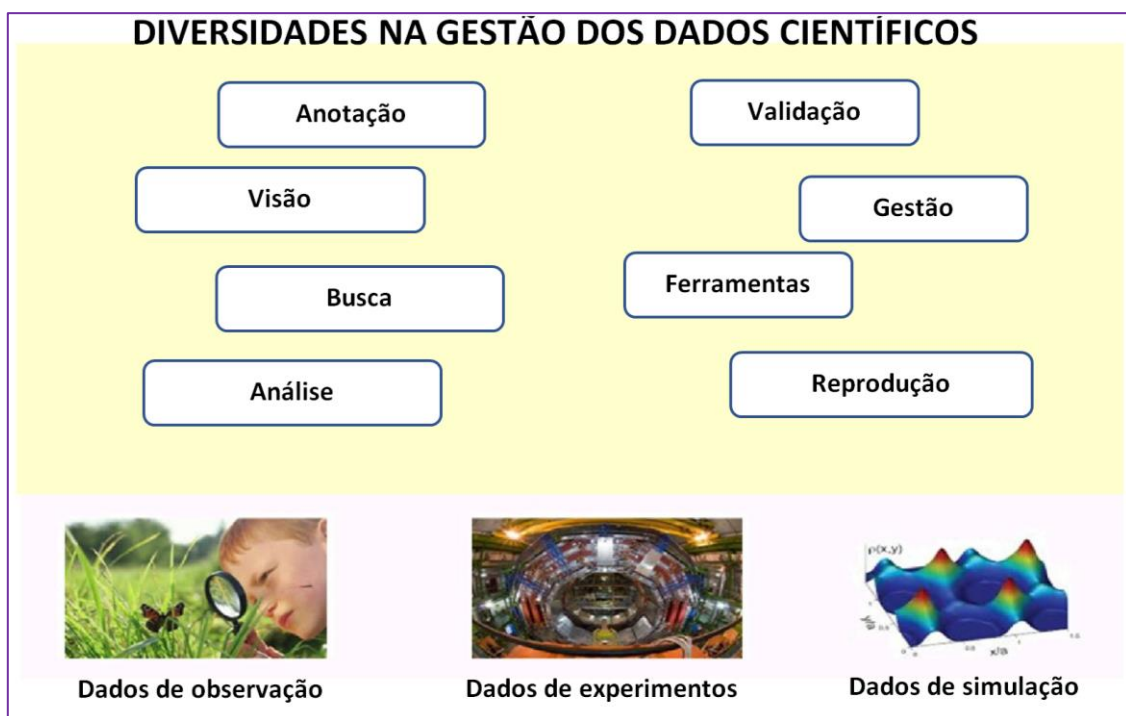 DIVERSIDADES NA GESTÃO DOS DADOS CIENTÍFICOS
Anotação
Validação
Visão
Gestão
Busca
Ferramentas
Análise
Reprodução
ρ(x,y)
y/a
x/a
Dados de observação
Dados de experimentos
Dados de simulação